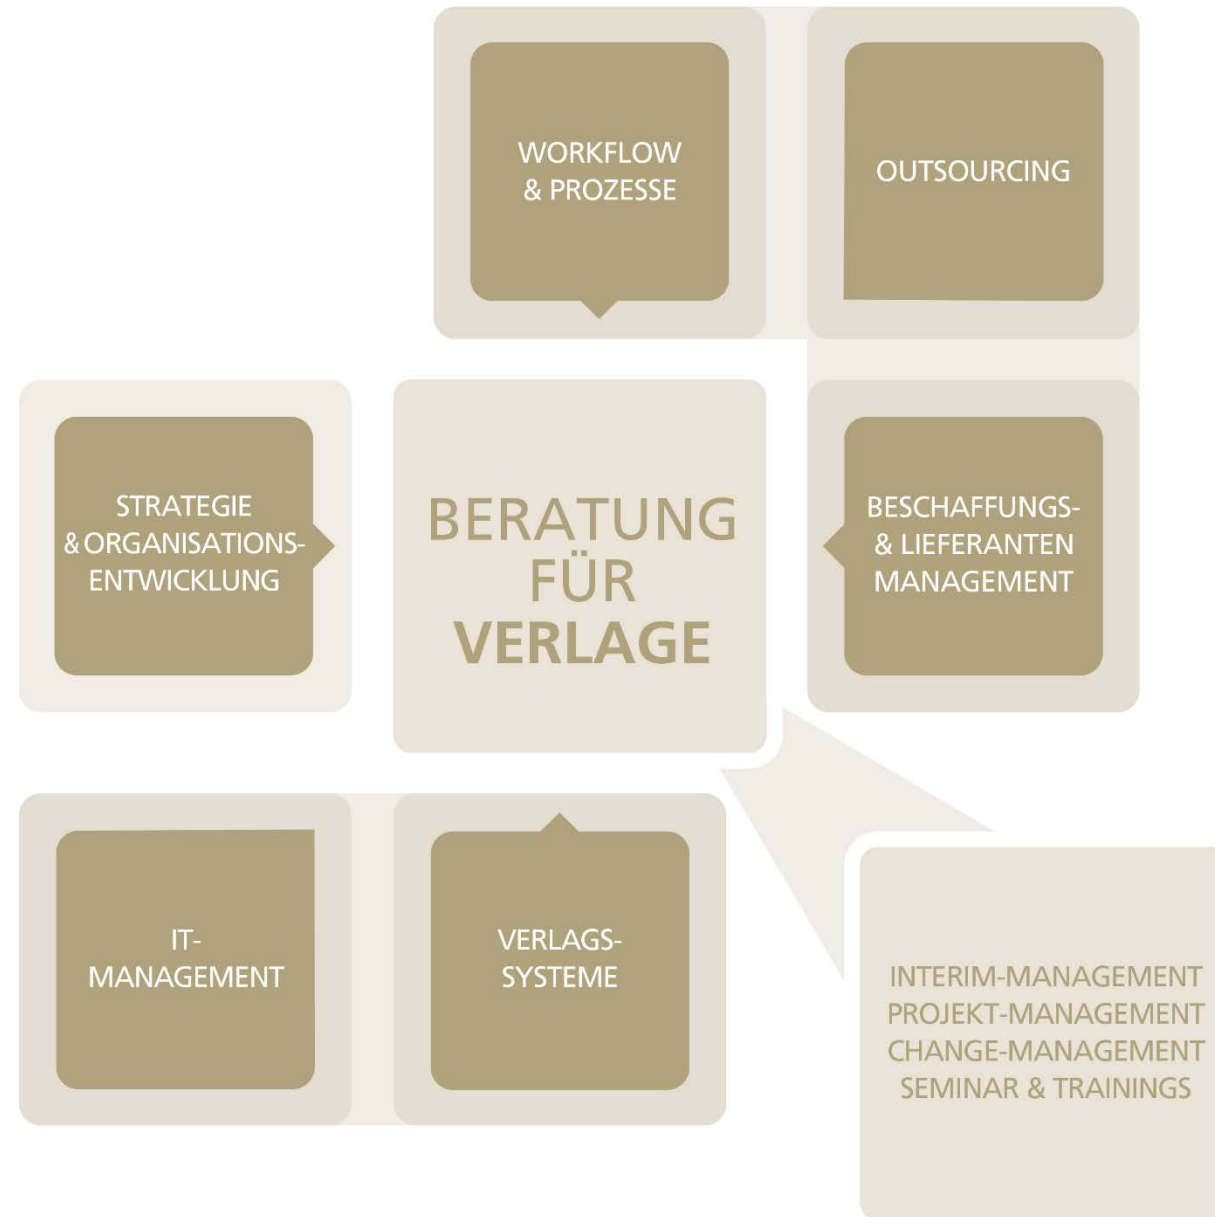 WORKFLOW
& PROZESSE
OUTSOURCING
STRATEGIE
& ORGANISATIONS-
ENTWICKLUNG
BERATUNG
FÜR
VERLAGE
BESCHAFFUNGS-
& LIEFERANTEN
MANAGEMENT
IT-
MANAGEMENT
VERLAGS-
SYSTEME
INTERIM-MANAGEMENT
PROJEKT-MANAGEMENT
CHANGE-MANAGEMENT
SEMINAR & TRAININGS